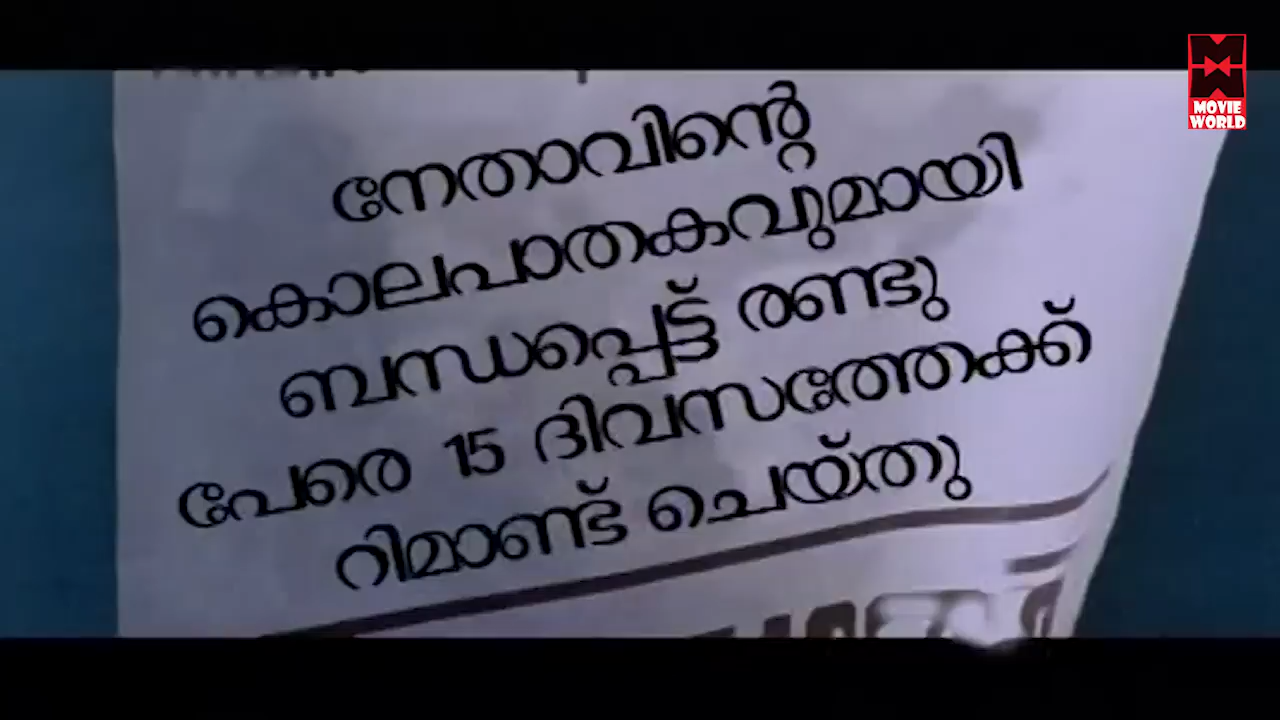 MOVIE
WORLD
നേതാവിന്റെ
കൊലപാതകവുമായി
ബന്ധപ്പെട്ട് രണ്ടു
പേരെ 15 ദിവസത്തേക്ക്
റിമാണ്ട് ചെയ്തു